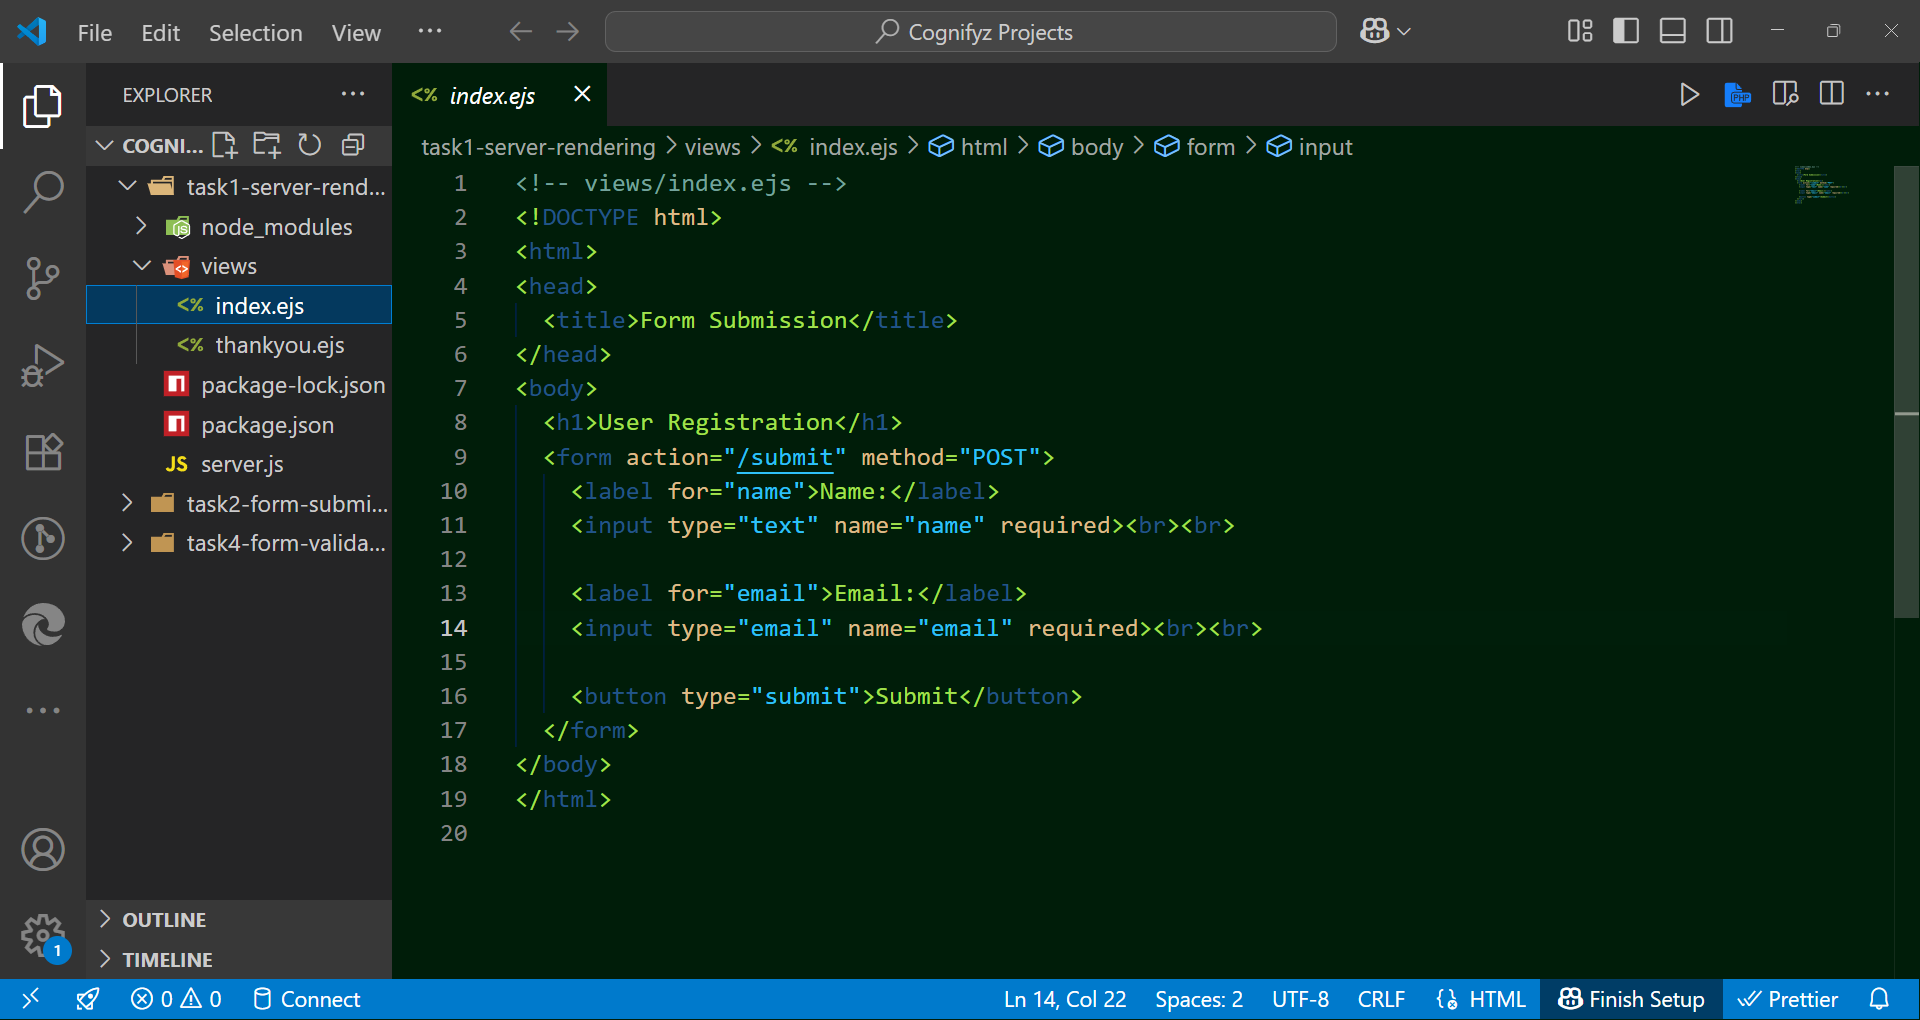 File Edit Selection View ··· Cognifyz Projects
EXPLORER ···
<% index.ejs
PHP
COGNI...
task1-server-rendering > views > <% index.ejs > html > body > form > input
task1-server-rend...
node_modules
views
<% index.ejs
<% thankyou.ejs
package-lock.json
package.json
JS server.js
task2-form-submi...
task4-form-valida...
OUTLINE
TIMELINE
1
1 <!-- views/index.ejs -->
2 <!DOCTYPE html>
3 <html>
4 <head>
5 <title>Form Submission</title>
6 </head>
7 <body>
8 <h1>User Registration</h1>
9 <form action="/submit" method="POST">
10 <label for="name">Name:</label>
11 <input type="text" name="name" required><br><br>
12
13 <label for="email">Email:</label>
14 <input type="email" name="email" required><br><br>
15
16 <button type="submit">Submit</button>
17 </form>
18 </body>
19 </html>
20
0 0 Connect Ln 14, Col 22 Spaces: 2 UTF-8 CRLF HTML Finish Setup Prettier